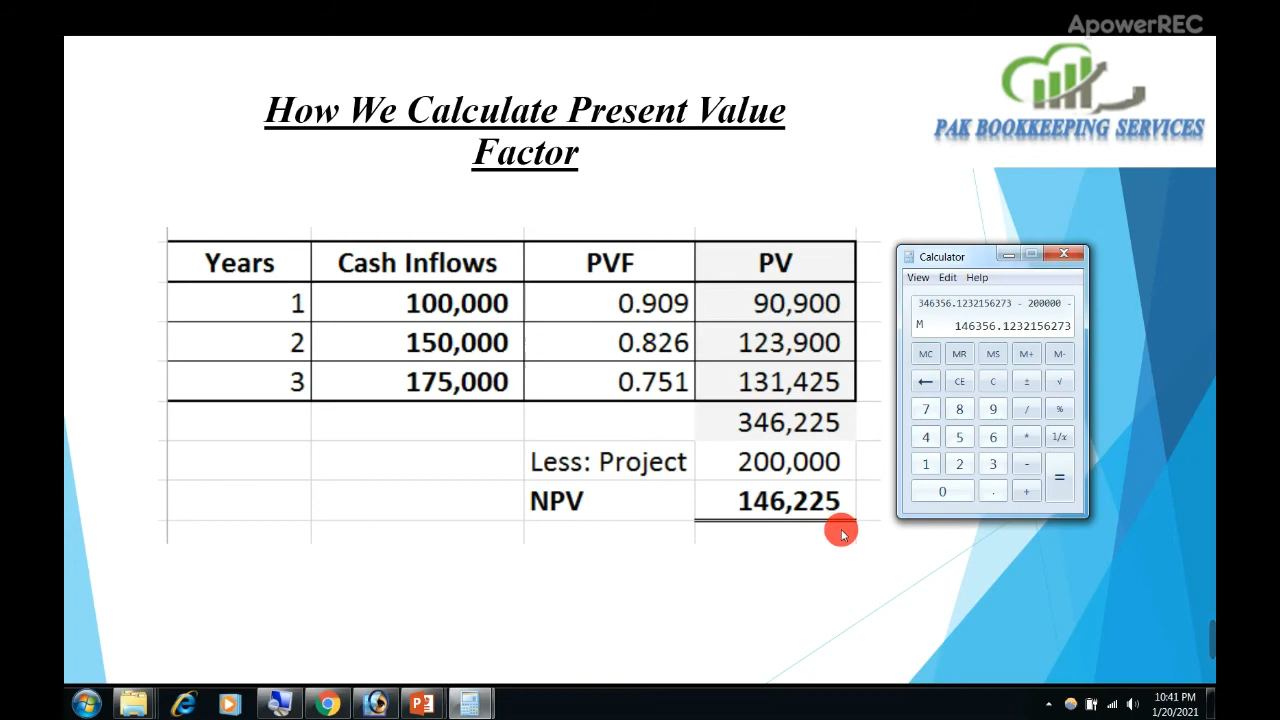 ApowerREC
PAK BOOKKEEPING SERVICES
How We Calculate Present Value
Factor
Years Cash Inflows PVF PV
1 100,000 0.909 90,900
2 150,000 0.826 123,900
3 175,000 0.751 131,425
346,225
Less: Project 200,000
NPV 146,225
Calculator
View Edit Help
346356.1232156273 - 200000 -
M 146356.1232156273
MC MR MS M+ M-
← CE C ± √
7 8 9 / %
4 5 6 * 1/x
1 2 3 - =
0 . +
10:41 PM
1/20/2021